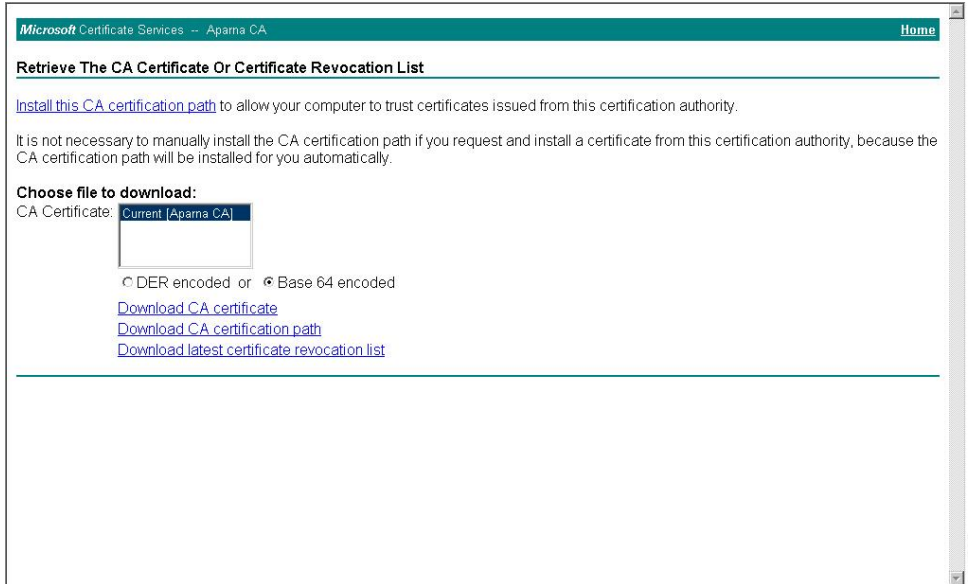 Microsoft Certificate Services -- Aparna CA Home
Retrieve The CA Certificate Or Certificate Revocation List
Install this CA certification path to allow your computer to trust certificates issued from this certification authority.
It is not necessary to manually install the CA certification path if you request and install a certificate from this certification authority, because the
CA certification path will be installed for you automatically.
Choose file to download:
CA Certificate: Current [Aparna CA]
DER encoded or Base 64 encoded
Download CA certificate
Download CA certification path
Download latest certificate revocation list